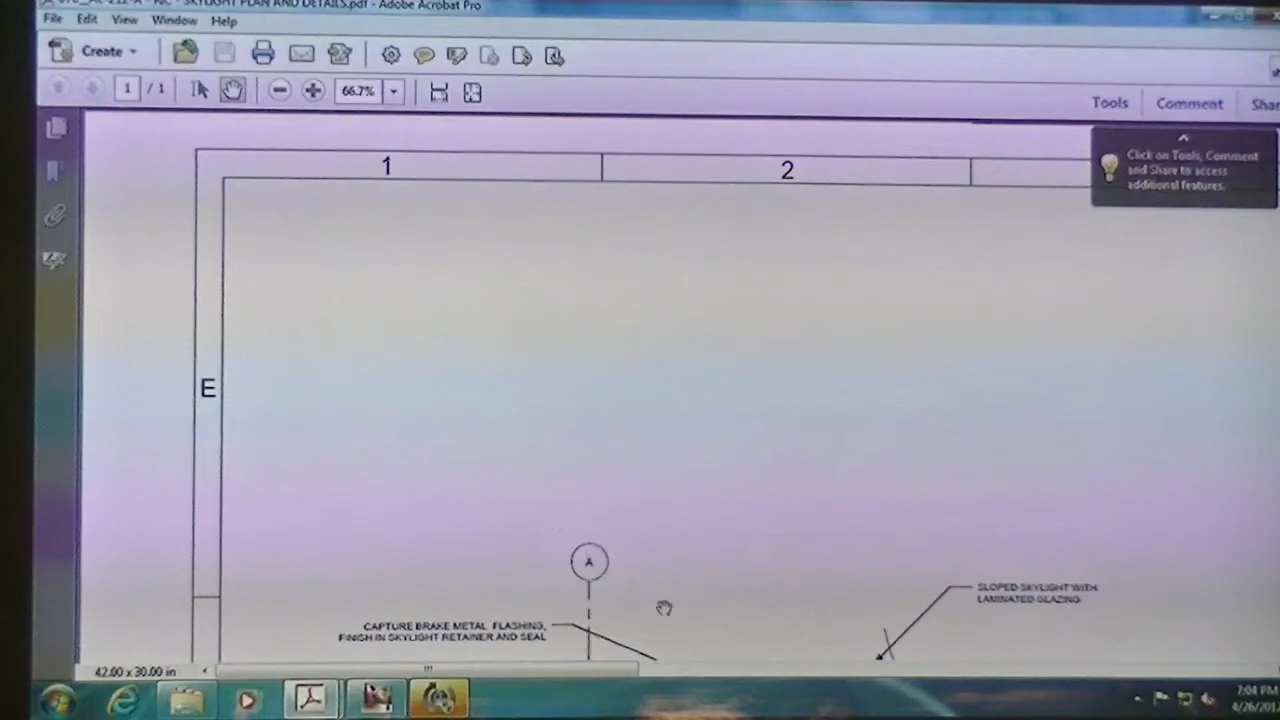 SKYLIGHT PLAN AND DETAILS.pdf - Adobe Acrobat Pro
File Edit View Window Help
Create
1 / 1 66.7%
Tools Comment
Click on Tools, Comment
and Share to access
additional features.
1 2
E
A
SLOPED SKYLIGHT WITH
LAMINATED GLAZING
CAPTURE BRAKE METAL FLASHING,
FINISH IN SKYLIGHT RETAINER AND SEAL
42.00 x 30.00 in
7:04 PM